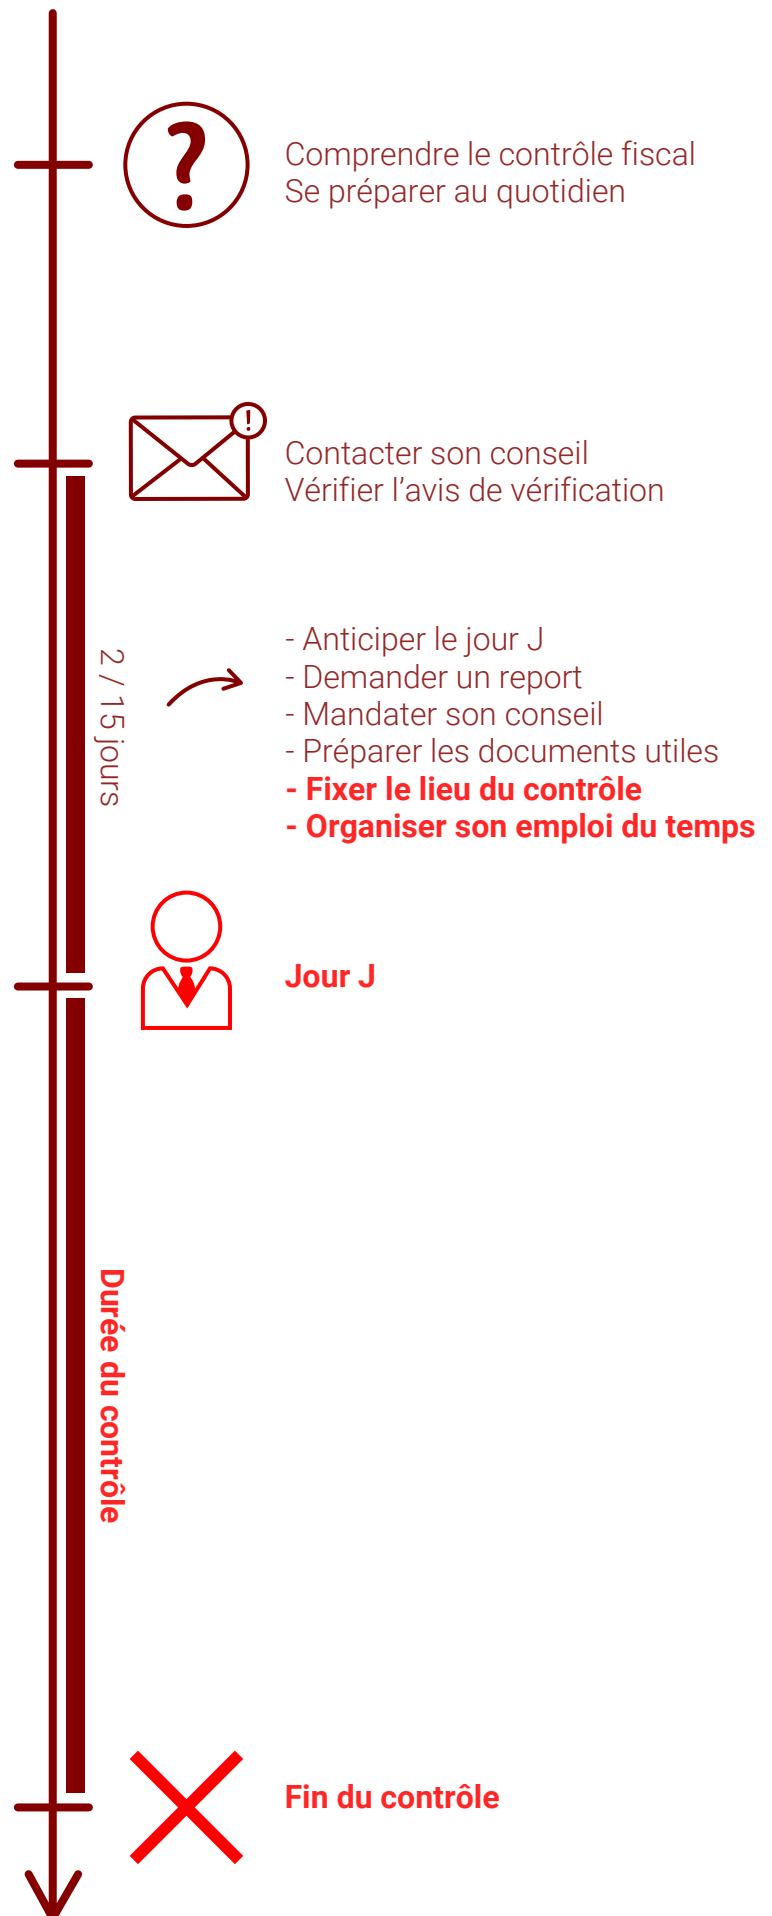 ?
Comprendre le contrôle fiscal
Se préparer au quotidien
!
Contacter son conseil
Vérifier l’avis de vérification
2 / 15 jours
- Anticiper le jour J
- Demander un report
- Mandater son conseil
- Préparer les documents utiles
- Fixer le lieu du contrôle
- Organiser son emploi du temps
Jour J
Durée du contrôle
Fin du contrôle